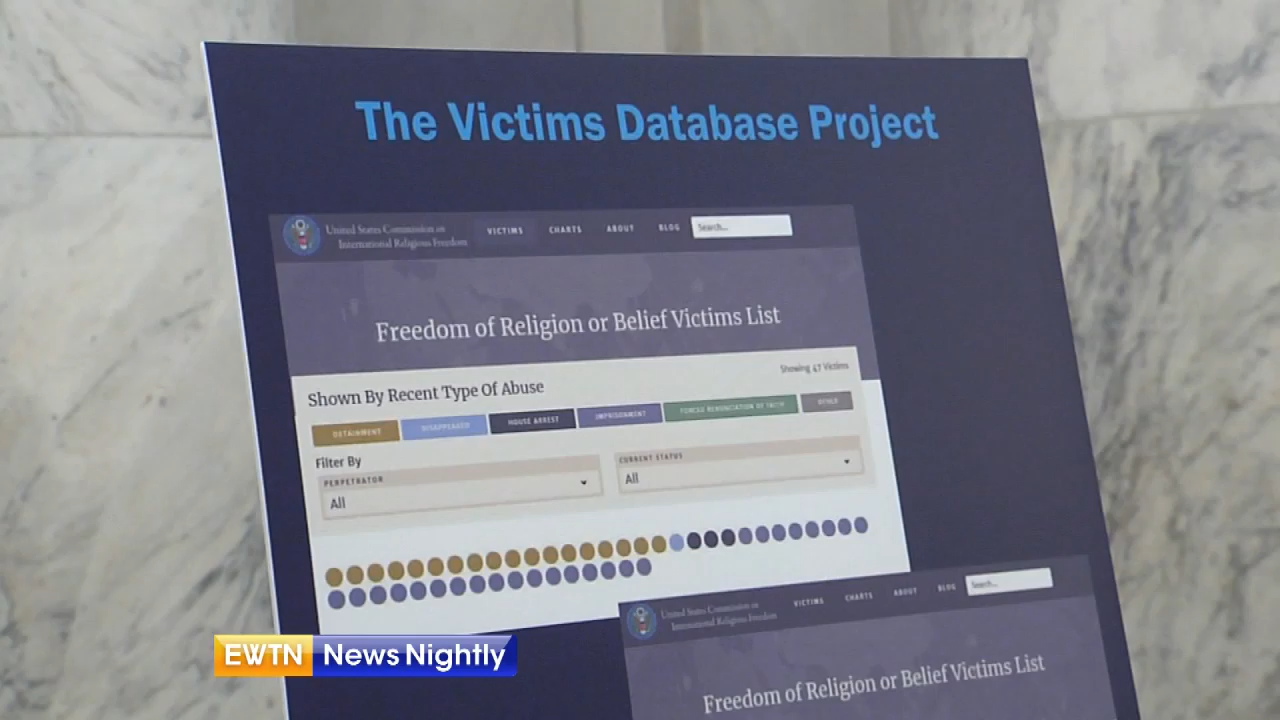 The Victims Database Project
United States Commission on
International Religious Freedom
VICTIMS CHARTS ABOUT BLOG Search...
Freedom of Religion or Belief Victims List
Shown By Recent Type Of Abuse
Showing 47 Victims
DETAINMENT DISAPPEARED HOUSE ARREST IMPRISONMENT FORCED RENUNCIATION OF FAITH OTHER
Filter By
PERPETRATOR
All
CURRENT STATUS
All
United States Commission on
International Religious Freedom
VICTIMS CHARTS ABOUT BLOG Search...
Freedom of Religion or Belief Victims List
EWTN News Nightly